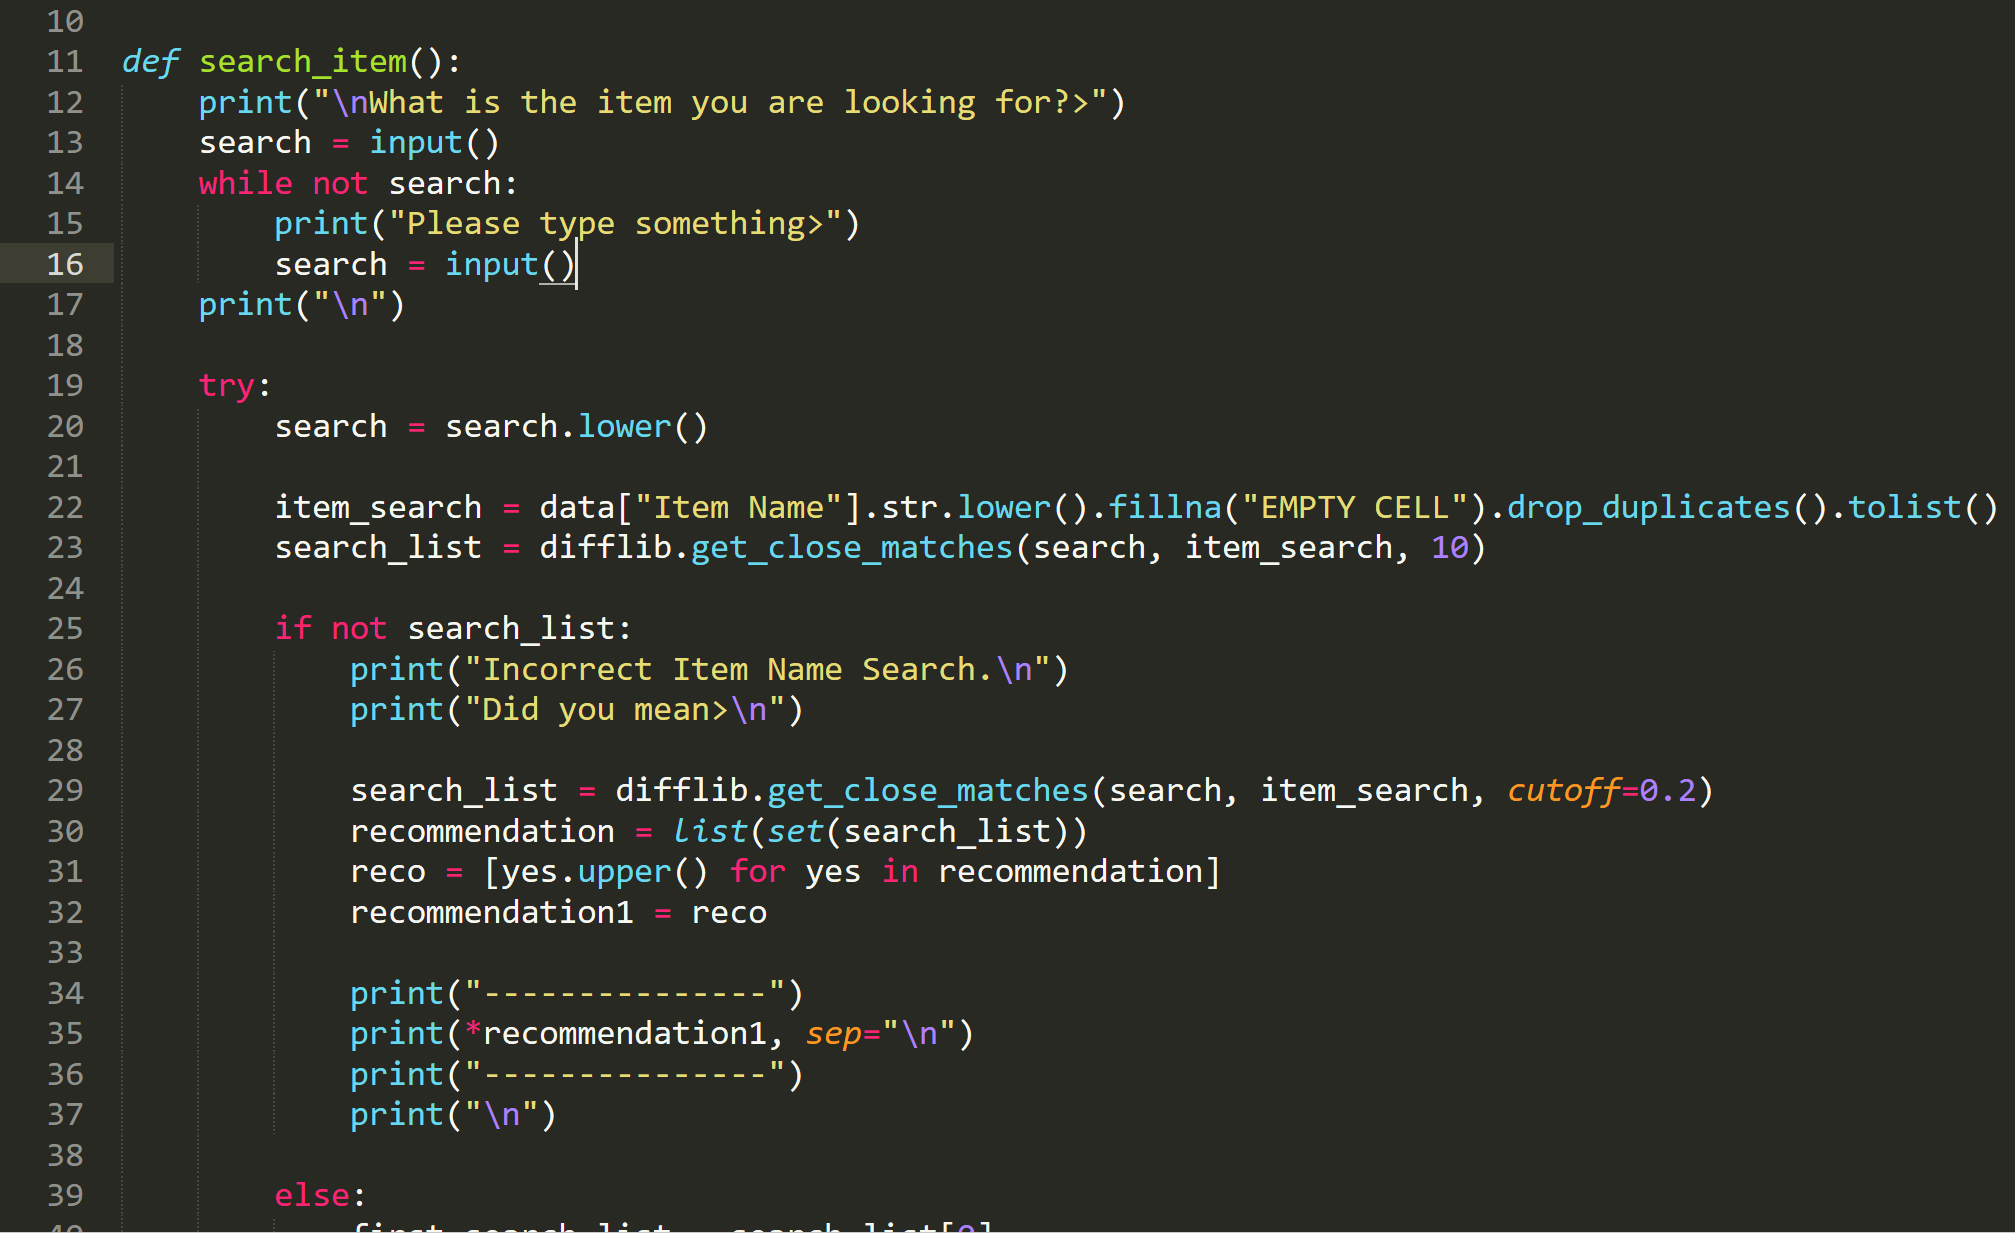 10
11 def search_item():
12     print("\nWhat is the item you are looking for?>")
13     search = input()
14     while not search:
15         print("Please type something>")
16         search = input()
17     print("\n")
18
19     try:
20         search = search.lower()
21
22         item_search = data["Item Name"].str.lower().fillna("EMPTY CELL").drop_duplicates().tolist()
23         search_list = difflib.get_close_matches(search, item_search, 10)
24
25         if not search_list:
26             print("Incorrect Item Name Search.\n")
27             print("Did you mean>\n")
28
29             search_list = difflib.get_close_matches(search, item_search, cutoff=0.2)
30             recommendation = list(set(search_list))
31             reco = [yes.upper() for yes in recommendation]
32             recommendation1 = reco
33
34             print("---------------")
35             print(*recommendation1, sep="\n")
36             print("---------------")
37             print("\n")
38
39         else:
40             first_search_list = search_list[0]